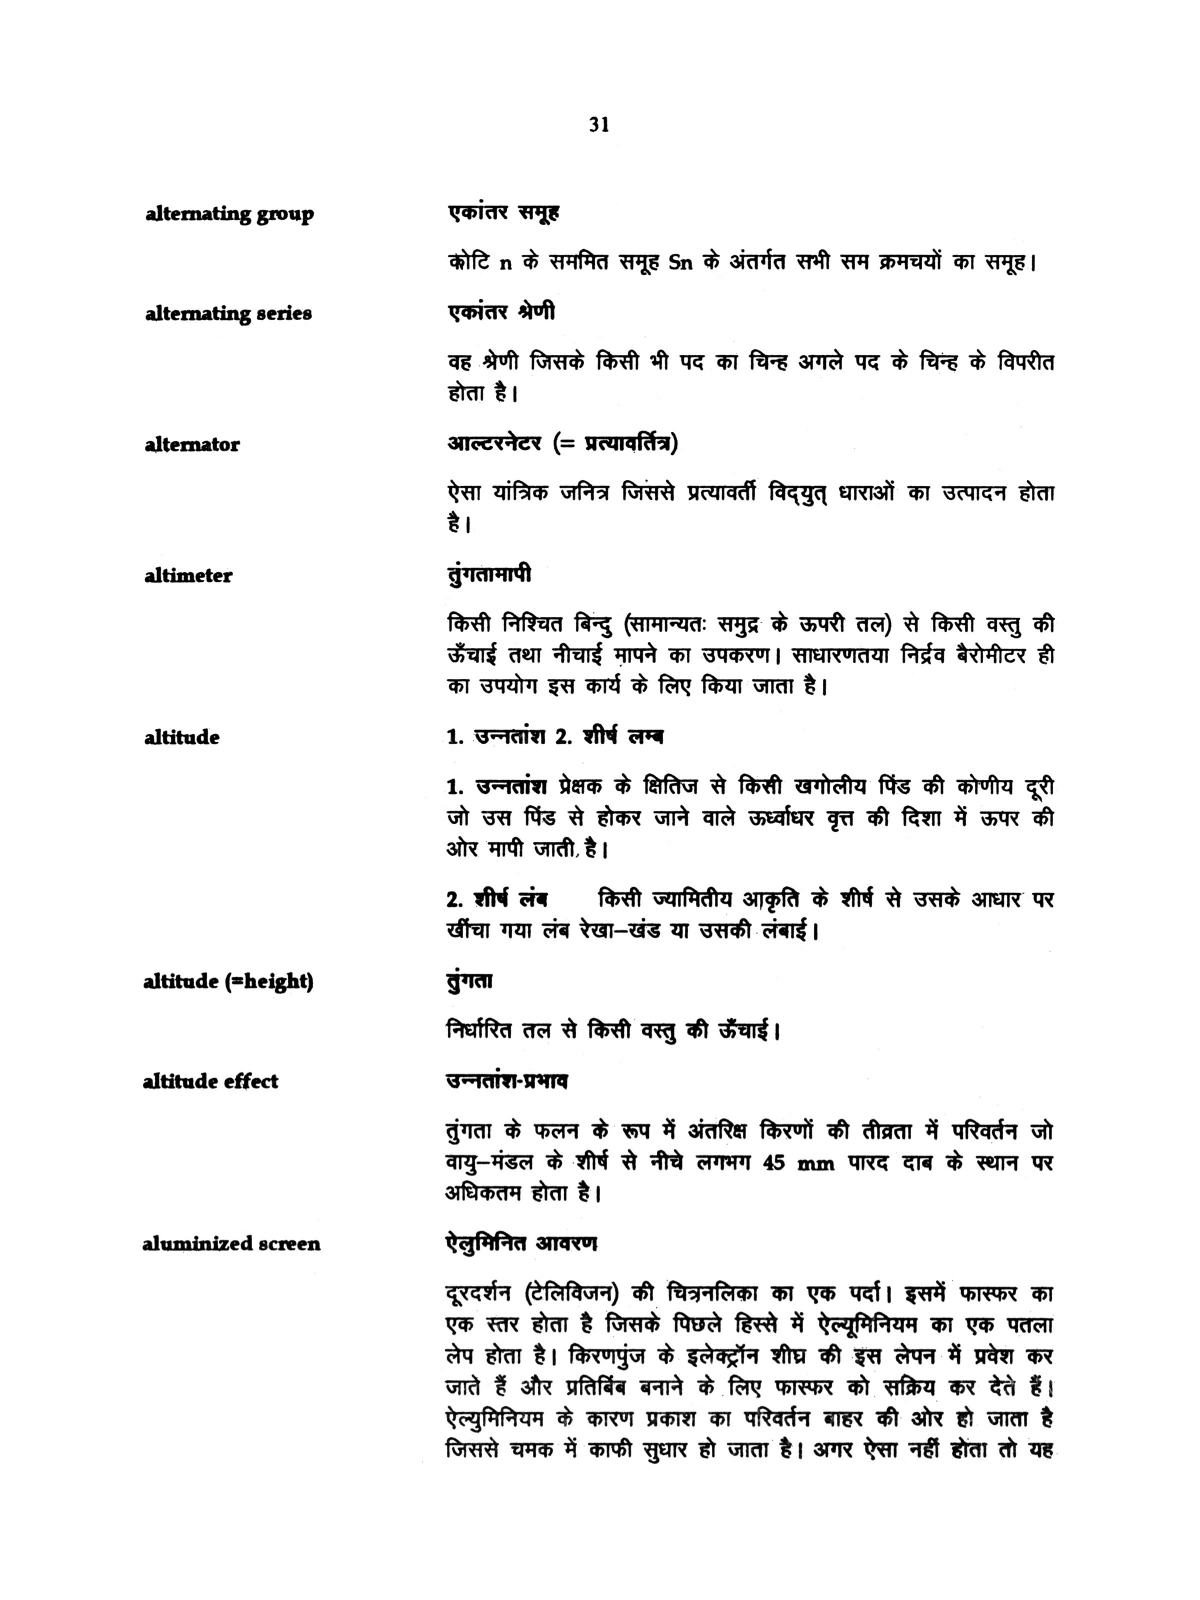 31
alternating group एकांतर समूह
कोटि n के सममित समूह Sn के अंतर्गत सभी सम क्रमचयों का समूह।
alternating series एकांतर श्रेणी
वह श्रेणी जिसके किसी भी पद का चिन्ह अगले पद के चिन्ह के विपरीत
होता है।
alternator आल्टरनेटर (= प्रत्यावर्तित्र)
ऐसा यांत्रिक जनित्र जिससे प्रत्यावर्ती विद्‌युत् धाराओं का उत्पादन होता
है।
altimeter तुंगतामापी
किसी निश्चित बिन्दु (सामान्यतः समुद्र के ऊपरी तल) से किसी वस्तु की
ऊँचाई तथा नीचाई मापने का उपकरण। साधारणतया निर्द्रव बैरोमीटर ही
का उपयोग इस कार्य के लिए किया जाता है।
altitude 1. उन्नतांश 2. शीर्ष लम्ब
1. उन्नतांश प्रेक्षक के क्षितिज से किसी खगोलीय पिंड की कोणीय दूरी
जो उस पिंड से होकर जाने वाले ऊर्ध्वाधर वृत्त की दिशा में ऊपर की
ओर मापी जाती है।
2. शीर्ष लंब किसी ज्यामितीय आकृति के शीर्ष से उसके आधार पर
खींचा गया लंब रेखा–खंड या उसकी लंबाई।
altitude (=height) तुंगता
निर्धारित तल से किसी वस्तु की ऊँचाई।
altitude effect उन्नतांश-प्रभाव
तुंगता के फलन के रूप में अंतरिक्ष किरणों की तीव्रता में परिवर्तन जो
वायु–मंडल के शीर्ष से नीचे लगभग 45 mm पारद दाब के स्थान पर
अधिकतम होता है।
aluminized screen ऐलुमिनित आवरण
दूरदर्शन (टेलिविजन) की चित्रनलिका का एक पर्दा। इसमें फास्फर का
एक स्तर होता है जिसके पिछले हिस्से में ऐल्यूमिनियम का एक पतला
लेप होता है। किरणपुंज के इलेक्ट्रॉन शीघ्र की इस लेपन में प्रवेश कर
जाते हैं और प्रतिबिंब बनाने के लिए फास्फर को सक्रिय कर देते हैं।
ऐल्युमिनियम के कारण प्रकाश का परिवर्तन बाहर की ओर हो जाता है
जिससे चमक में काफी सुधार हो जाता है। अगर ऐसा नहीं होता तो यह